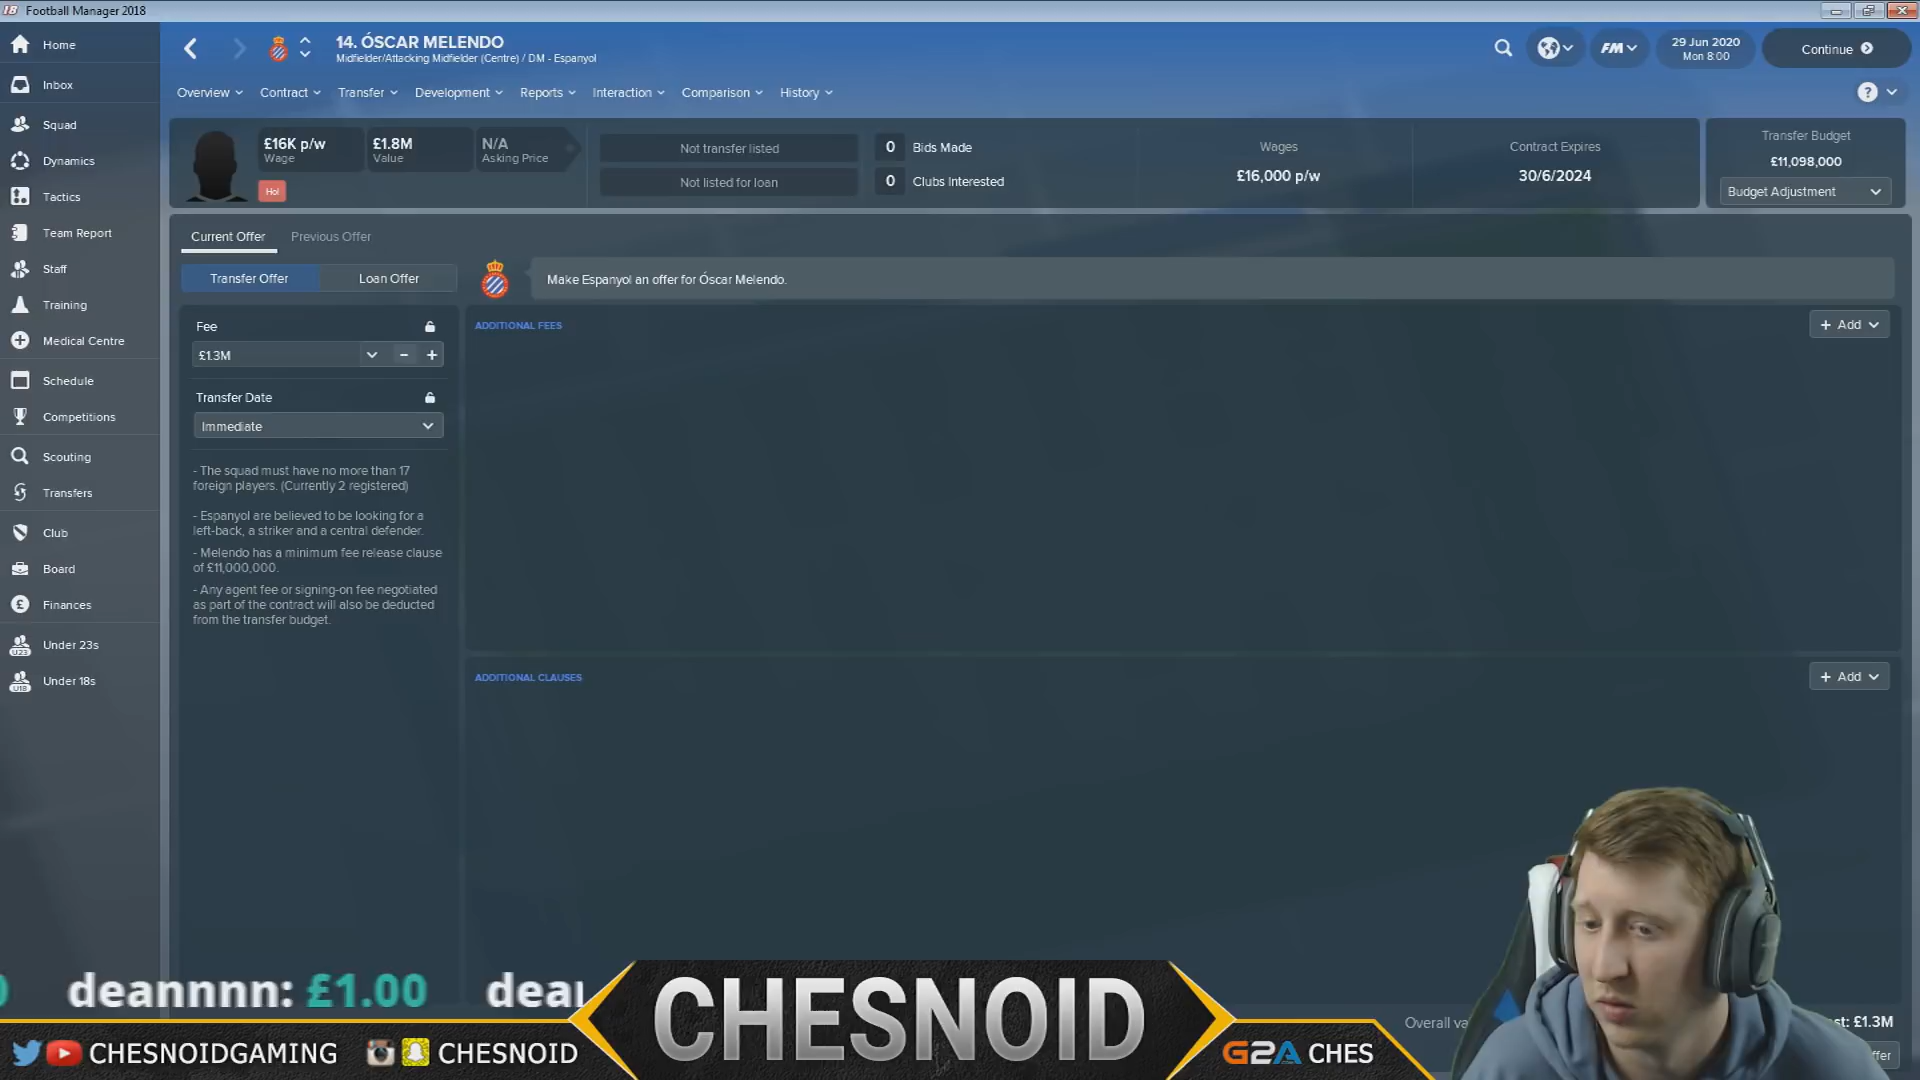 Football Manager 2018
Home
Inbox
Squad
Dynamics
Tactics
Team Report
Staff
Training
Medical Centre
Schedule
Competitions
Scouting
Transfers
Club
Board
Finances
Under 23s
Under 18s
14. ÓSCAR MELENDO
Midfielder/Attacking Midfielder (Centre) / DM - Espanyol
FM
29 Jun 2020
Mon 8:00
Continue
Overview
Contract
Transfer
Development
Reports
Interaction
Comparison
History
?
£16K p/w
Wage
£1.8M
Value
N/A
Asking Price
Hol
Not transfer listed
Not listed for loan
0 Bids Made
0 Clubs Interested
Wages
£16,000 p/w
Contract Expires
30/6/2024
Transfer Budget
£11,098,000
Budget Adjustment
Current Offer
Previous Offer
Transfer Offer
Loan Offer
Make Espanyol an offer for Óscar Melendo.
Fee
£1.3M
Transfer Date
Immediate
- The squad must have no more than 17
foreign players. (Currently 2 registered)
- Espanyol are believed to be looking for a
left-back, a striker and a central defender.
- Melendo has a minimum fee release clause
of £11,000,000.
- Any agent fee or signing-on fee negotiated
as part of the contract will also be deducted
from the transfer budget.
ADDITIONAL FEES
+ Add
ADDITIONAL CLAUSES
+ Add
deannnn: £1.00
CHESNOID
CHESNOIDGAMING
CHESNOID
G2A CHES
Overall
£1.3M